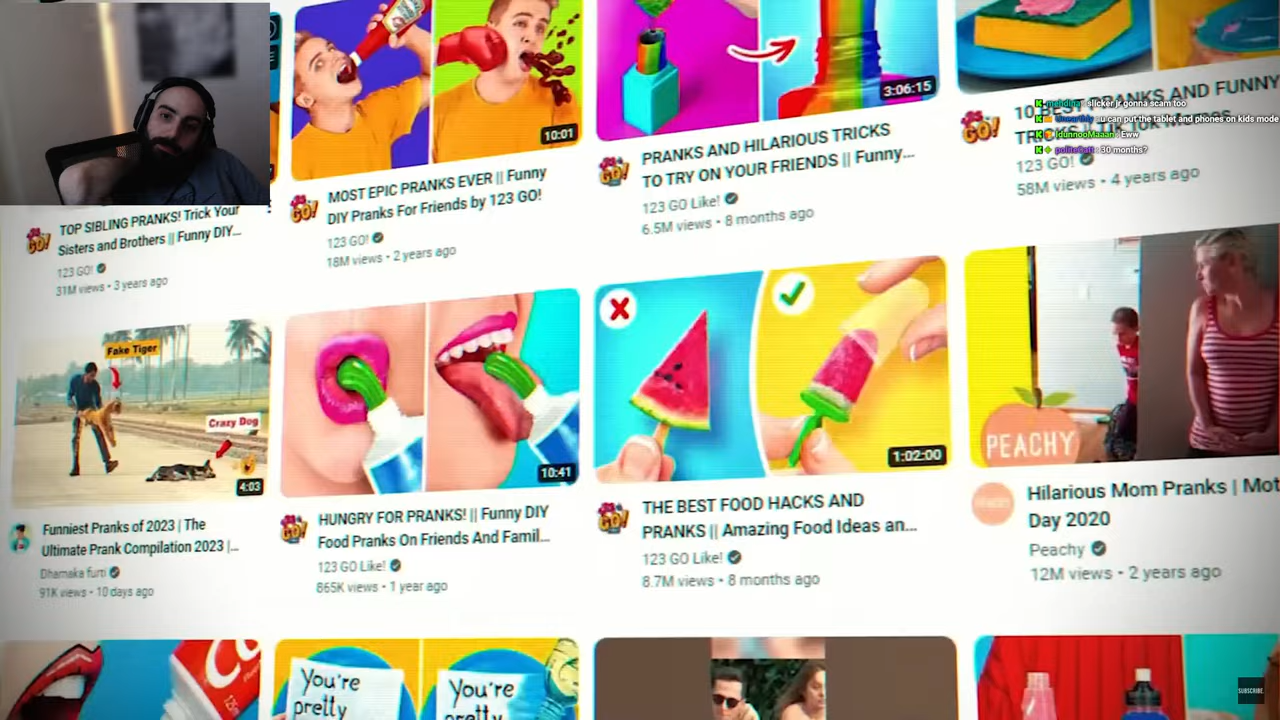 10:01
3:06:15
slicker jr gonna scam too
u can put the tablet and phones on kids mode
IdunnooMaaan: Eww
30 months?
TOP SIBLING PRANKS! Trick Your
Sisters and Brothers || Funny DIY...
123 GO!
31M views • 3 years ago
MOST EPIC PRANKS EVER || Funny
DIY Pranks For Friends by 123 GO!
123 GO!
18M views • 2 years ago
PRANKS AND HILARIOUS TRICKS
TO TRY ON YOUR FRIENDS || Funny...
123 GO Like!
6.5M views • 8 months ago
10 BEST PRANKS AND FUNNY
123 GO!
58M views • 4 years ago
Fake Tiger
Crazy Dog
4:03
10:41
1:02:00
PEACHY
Funniest Pranks of 2023 | The
Ultimate Prank Compilation 2023 |...
Dhamaka furti
91K views • 10 days ago
HUNGRY FOR PRANKS! || Funny DIY
Food Pranks On Friends And Famil...
123 GO Like!
865K views • 1 year ago
THE BEST FOOD HACKS AND
PRANKS || Amazing Food Ideas an...
123 GO Like!
8.7M views • 8 months ago
Hilarious Mom Pranks | Mot
Day 2020
Peachy
12M views • 2 years ago
You're
pretty
You're
pretty
SUBSCRIBE.